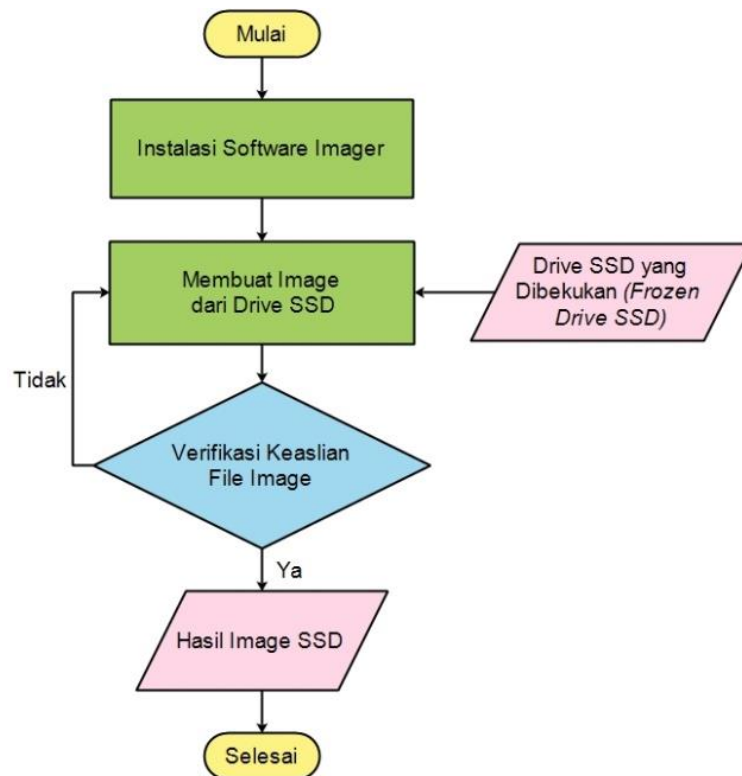 Mulai
Instalasi Software Imager
Membuat Image
dari Drive SSD
Drive SSD yang
Dibekukan (Frozen
Drive SSD)
Tidak
Verifikasi Keaslian
File Image
Ya
Hasil Image SSD
Selesai